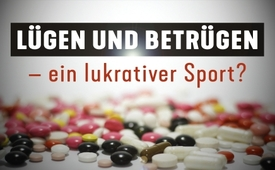 LÜGEN UND BETRÜGEN
– ein lukrativer Sport?